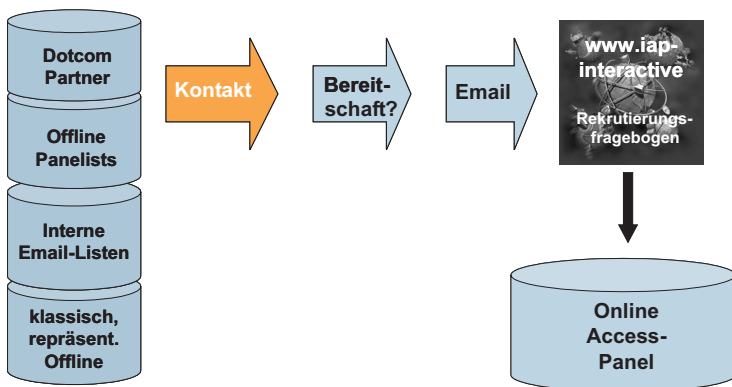 Dotcom
Partner
Offline
Panelists
Interne
Email-Listen
klassisch,
repräsent.
Offline
Kontakt
Bereit-
schaft?
Email
www.iap-
interactive
Rekrutierungs-
fragebogen
Online
Access-
Panel